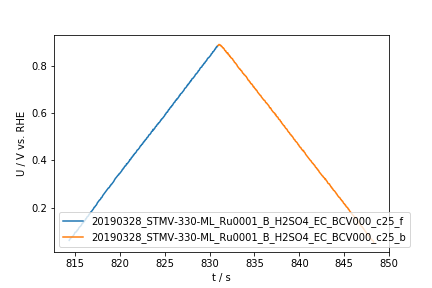 0.8
0.6
0.4
0.2
U / V vs. RHE
20190328_STMV-330-ML_Ru0001_B_H2SO4_EC_BCV000_c25_f
20190328_STMV-330-ML_Ru0001_B_H2SO4_EC_BCV000_c25_b
815 820 825 830 835 840 845 850
t / s